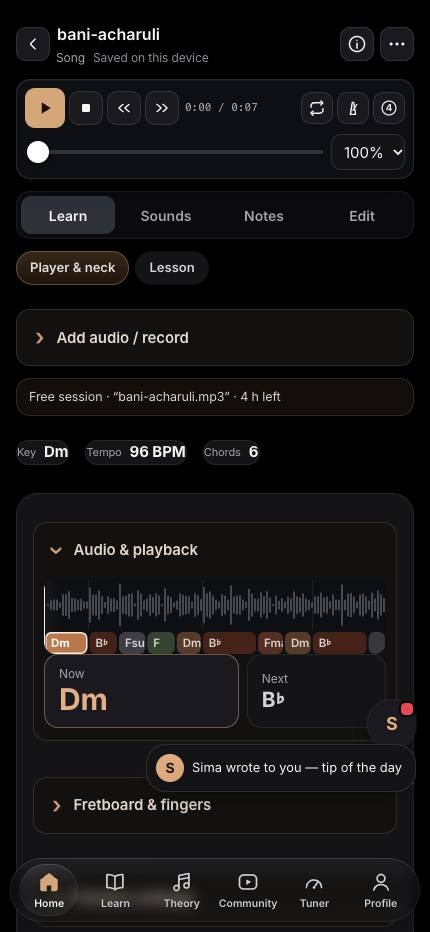 bani-acharuli
Song Saved on this device
0:00 / 0:07
4
100%
Learn Sounds Notes Edit
Player & neck Lesson
Add audio / record
Free session · “bani-acharuli.mp3” · 4 h left
Key Dm Tempo 96 BPM Chords 6
Audio & playback
Dm B♭ Fsu F Dm B♭ Fma Dm B♭
Now
Dm
Next
B♭
S
S Sima wrote to you — tip of the day
Fretboard & fingers
Home Learn Theory Community Tuner Profile